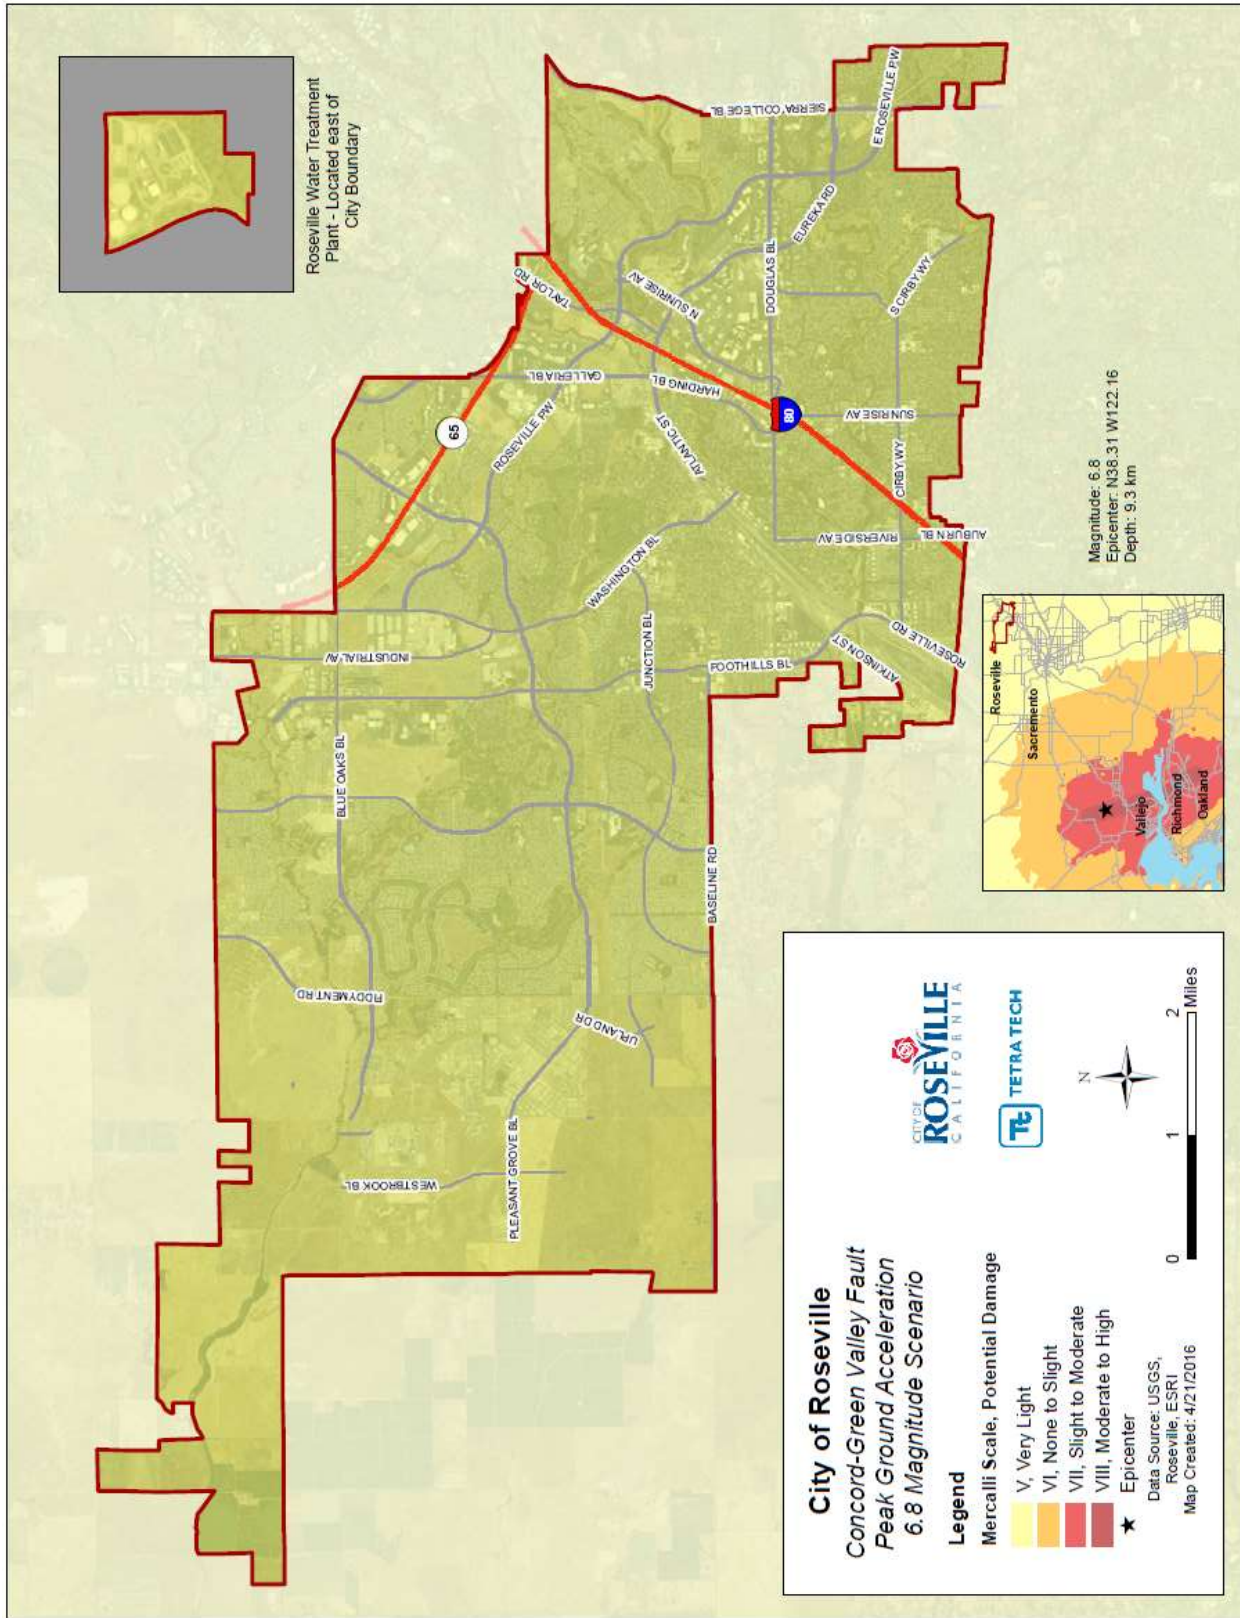 Roseville Water Treatment
Plant - Located east of
City Boundary
SIERRA COLLEGE BL
E ROSEVILLE PW
EUREKA RD
DOUGLAS BL
N SUNRISE AV
TAYLOR RD
S CIRBY WY
GALLERIA BL
HARDING BL
ROSEVILLE PW
ATLANTIC ST
65
80
SUNRISE AV
CIRBY WY
WASHINGTON BL
RIVERSIDE AV
AUBURN BL
INDUSTRIAL AV
JUNCTION BL
FOOTHILLS BL
ATKINSON ST
ROSEVILLE RD
BLUE OAKS BL
BASELINE RD
FIDDYMENT RD
UPLAND DR
PLEASANT GROVE BL
WESTBROOK BL
Magnitude: 6.8
Epicenter: N38.31 W122.16
Depth: 9.3 km
Roseville
Sacramento
Vallejo
Richmond
Oakland
City of Roseville
Concord-Green Valley Fault
Peak Ground Acceleration
6.8 Magnitude Scenario
Legend
Mercalli Scale, Potential Damage
V, Very Light
VI, None to Slight
VII, Slight to Moderate
VIII, Moderate to High
Epicenter
Data Source: USGS,
Roseville, ESRI
Map Created: 4/21/2016
CITY OF
ROSEVILLE
CALIFORNIA
Tt TETRA TECH
N
0 1 2
Miles